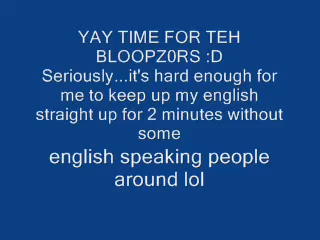 YAY TIME FOR TEH
BLOOPZ0RS :D
Seriously...it's hard enough for
me to keep up my english
straight up for 2 minutes without
some
english speaking people
around lol